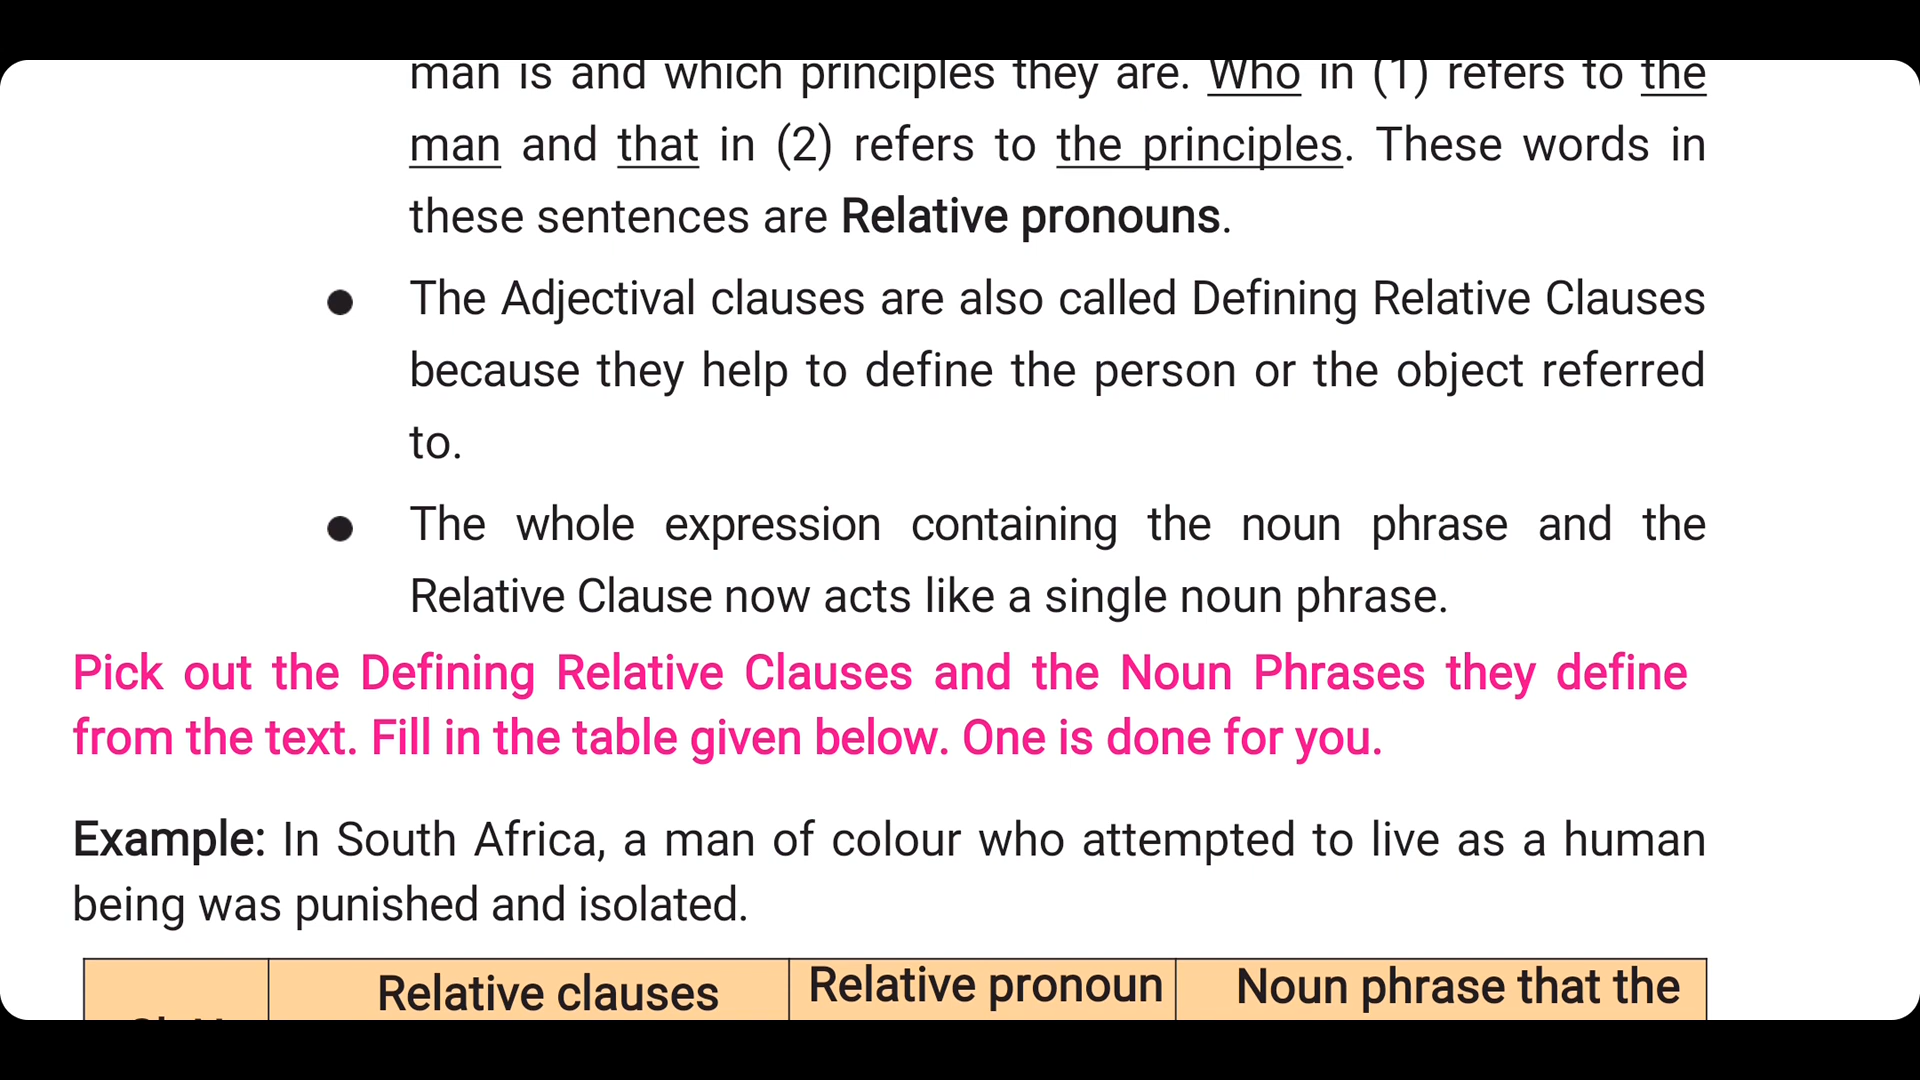 man is and which principles they are. Who in (1) refers to the
man and that in (2) refers to the principles. These words in
these sentences are Relative pronouns.
● The Adjectival clauses are also called Defining Relative Clauses
because they help to define the person or the object referred
to.
● The whole expression containing the noun phrase and the
Relative Clause now acts like a single noun phrase.
Pick out the Defining Relative Clauses and the Noun Phrases they define
from the text. Fill in the table given below. One is done for you.
Example: In South Africa, a man of colour who attempted to live as a human
being was punished and isolated.
Relative clauses Relative pronoun Noun phrase that the